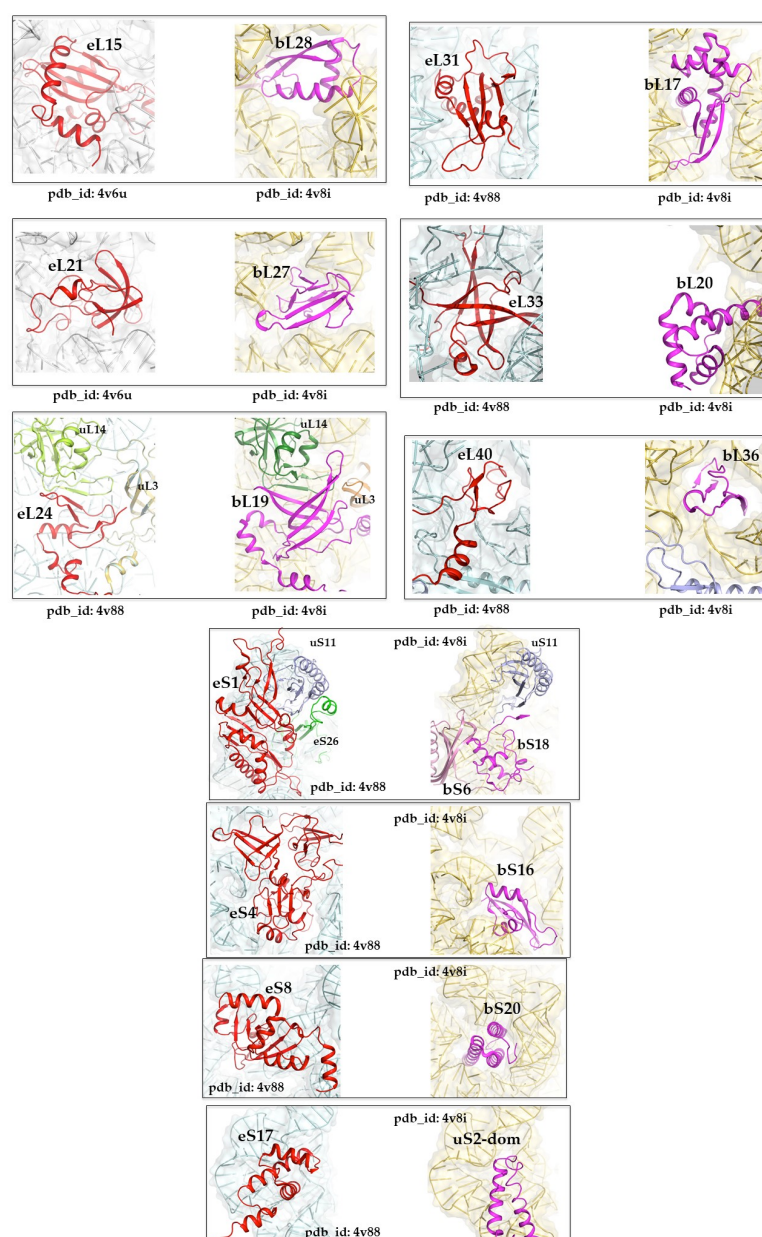 eL15
bL28
pdb_id: 4v6u
pdb_id: 4v8i
eL31
bL17
pdb_id: 4v88
pdb_id: 4v8i
eL21
bL27
pdb_id: 4v6u
pdb_id: 4v8i
eL33
bL20
pdb_id: 4v88
pdb_id: 4v8i
uL14
uL3
eL24
uL14
bL19
uL3
pdb_id: 4v88
pdb_id: 4v8i
eL40
bL36
pdb_id: 4v88
pdb_id: 4v8i
uS11
pdb_id: 4v8i
uS11
eS1
eS26
bS18
pdb_id: 4v88
bS6
pdb_id: 4v8i
bS16
eS4
pdb_id: 4v88
pdb_id: 4v8i
eS8
bS20
pdb_id: 4v88
pdb_id: 4v8i
eS17
uS2-dom
pdb_id: 4v88